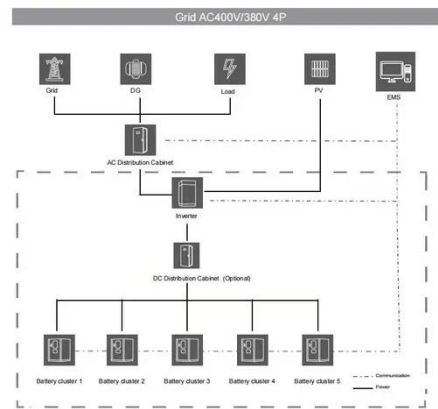 Grid AC400V/380V 4P
Grid
DG
Load
PV
EMS
AC Distribution Cabinet
Inverter
DC Distribution Cabinet (Optional)
Battery cluster 1
Battery cluster 2
Battery cluster 3
Battery cluster 4
Battery cluster 5
Communication
Power